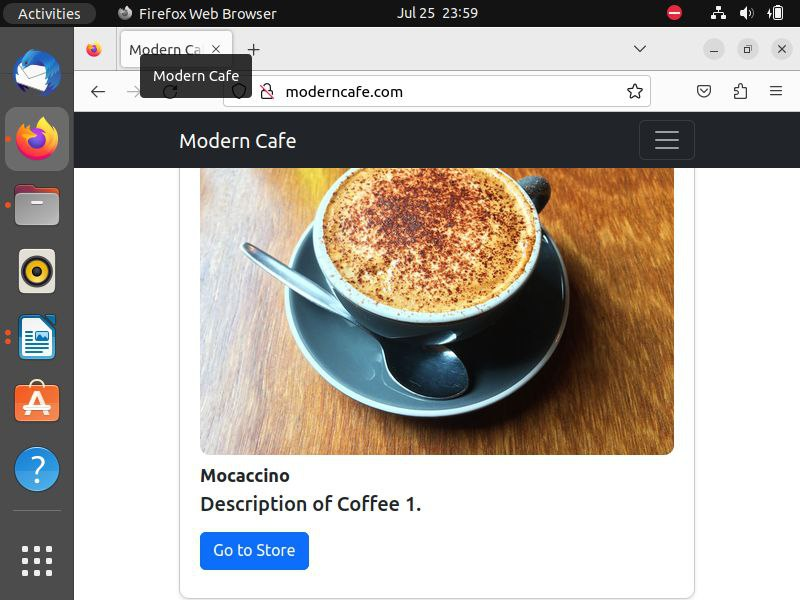 Activities
Firefox Web Browser
Jul 25 23:59
Modern Ca
Modern Cafe
moderncafe.com
Modern Cafe
Mocaccino
Description of Coffee 1.
Go to Store